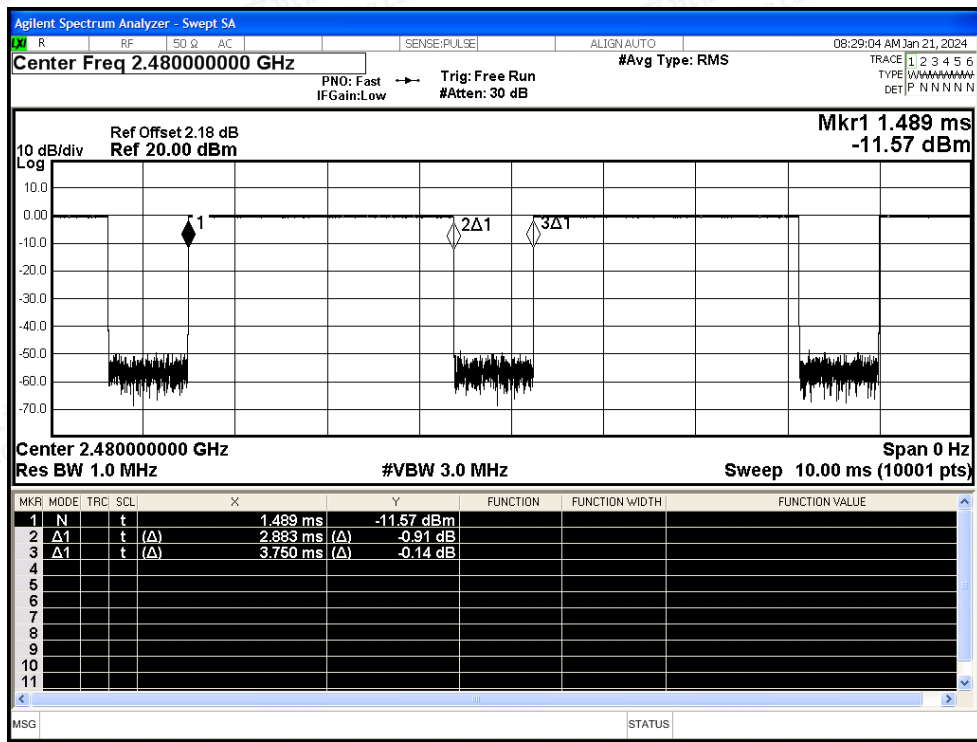 Agilent Spectrum Analyzer - Swept SA
LXI R RF 50 Ω AC SENSE:PULSE ALIGN AUTO 08:29:04 AM Jan 21, 2024
Center Freq 2.480000000 GHz
PNO: Fast
IFGain:Low
Trig: Free Run
#Atten: 30 dB
#Avg Type: RMS
TRACE 1 2 3 4 5 6
TYPE WWWWWW
DET P N N N N N
Mkr1 1.489 ms
-11.57 dBm
Ref Offset 2.18 dB
10 dB/div Ref 20.00 dBm
Log
10.0
0.00
-10.0
-20.0
-30.0
-40.0
-50.0
-60.0
-70.0
1
2Δ1
3Δ1
Center 2.480000000 GHz Span 0 Hz
Res BW 1.0 MHz #VBW 3.0 MHz Sweep 10.00 ms (10001 pts)
MKR MODE TRC SCL X Y FUNCTION FUNCTION WIDTH FUNCTION VALUE
1 N t 1.489 ms -11.57 dBm
2 Δ1 t (Δ) 2.883 ms (Δ) -0.91 dB
3 Δ1 t (Δ) 3.750 ms (Δ) -0.14 dB
4
5
6
7
8
9
10
11
MSG STATUS